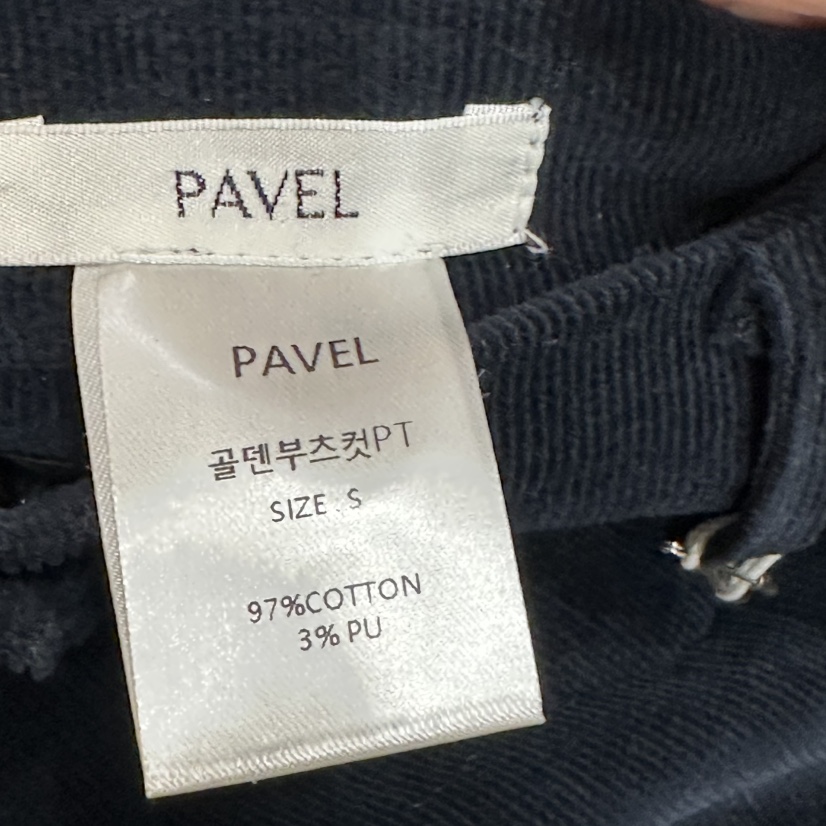 PAVEL
PAVEL
골덴부츠컷PT
SIZE . S
97%COTTON
3% PU